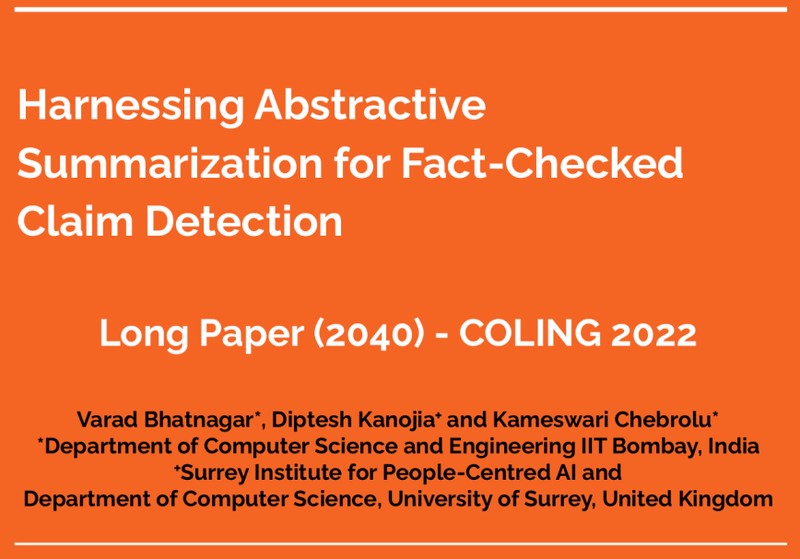 Harnessing Abstractive
Summarization for Fact-Checked
Claim Detection
Long Paper (2040) - COLING 2022
Varad Bhatnagar*, Diptesh Kanojia⁺ and Kameswari Chebrolu*
*Department of Computer Science and Engineering IIT Bombay, India
⁺Surrey Institute for People-Centred AI and
Department of Computer Science, University of Surrey, United Kingdom